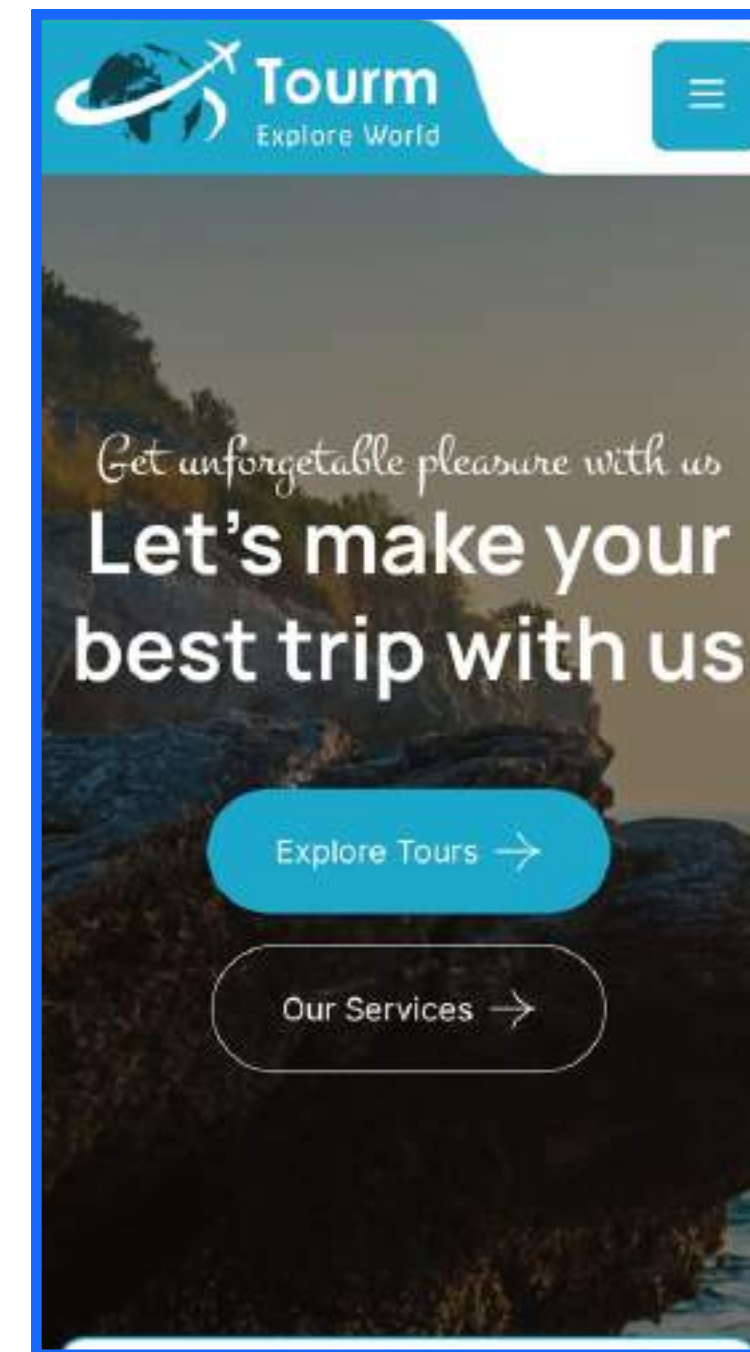 Tourm
Explore World
Get unforgetable pleasure with us
Let's make your
best trip with us
Explore Tours
Our Services